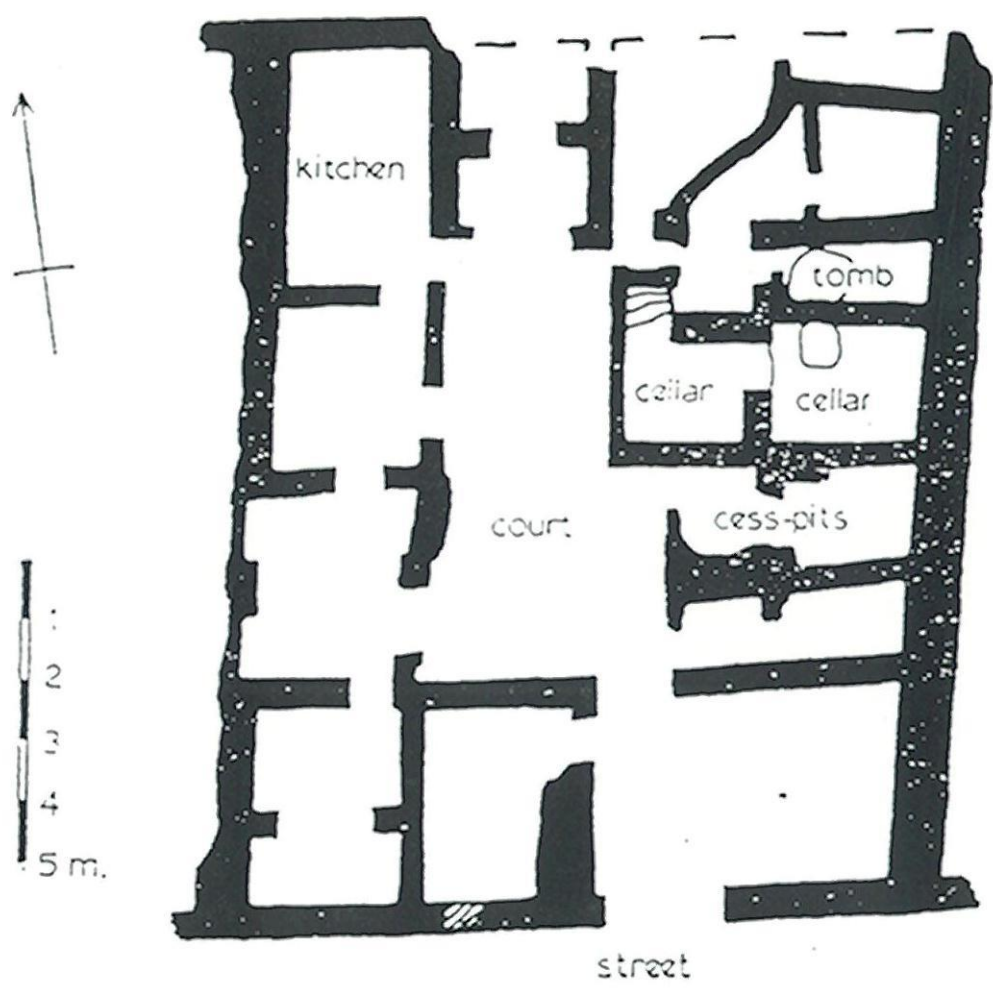 kitchen
tomb
cellar
cellar
court
cess-pits
1
2
3
4
5 m.
street